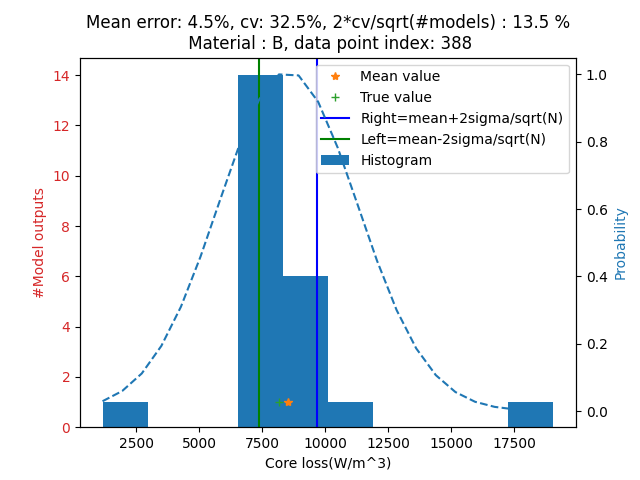 Mean error: 4.5%, cv: 32.5%, 2*cv/sqrt(#models) : 13.5 %
Material : B, data point index: 388
Mean value
True value
Right=mean+2sigma/sqrt(N)
Left=mean-2sigma/sqrt(N)
Histogram
14
12
10
8
6
4
2
0
#Model outputs
1.0
0.8
0.6
0.4
0.2
0.0
Probability
2500 5000 7500 10000 12500 15000 17500
Core loss(W/m^3)